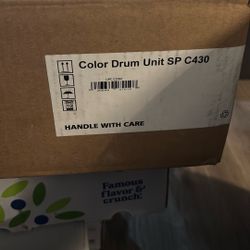 Color Drum Unit SP C430
HANDLE WITH CARE
Famous
flavor &
crunch.